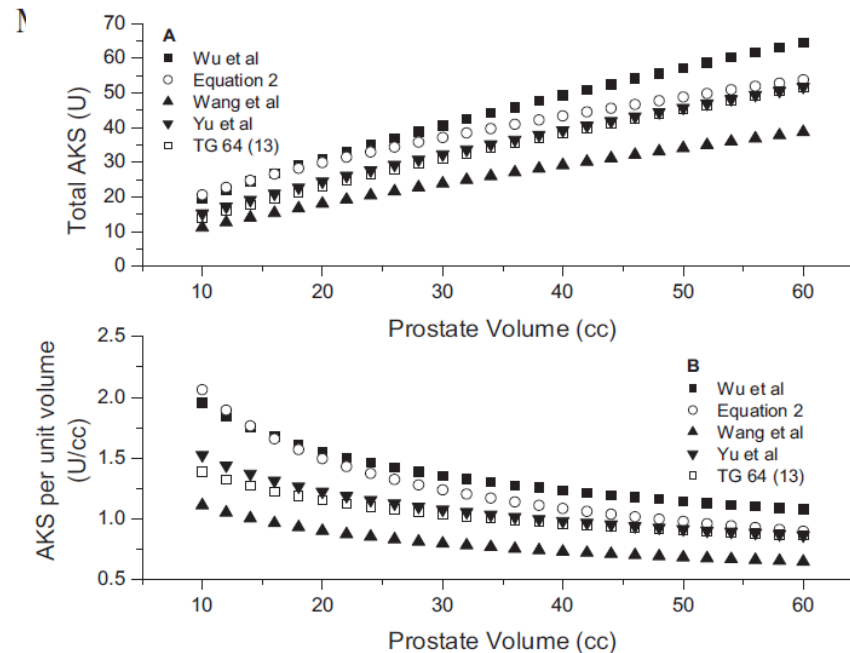 A
Wu et al
Equation 2
Wang et al
Yu et al
TG 64 (13)
Total AKS (U)
70
60
50
40
30
20
10
0
10 20 30 40 50 60
Prostate Volume (cc)
B
Wu et al
Equation 2
Wang et al
Yu et al
TG 64 (13)
AKS per unit volume
(U/cc)
2.5
2.0
1.5
1.0
0.5
10 20 30 40 50 60
Prostate Volume (cc)